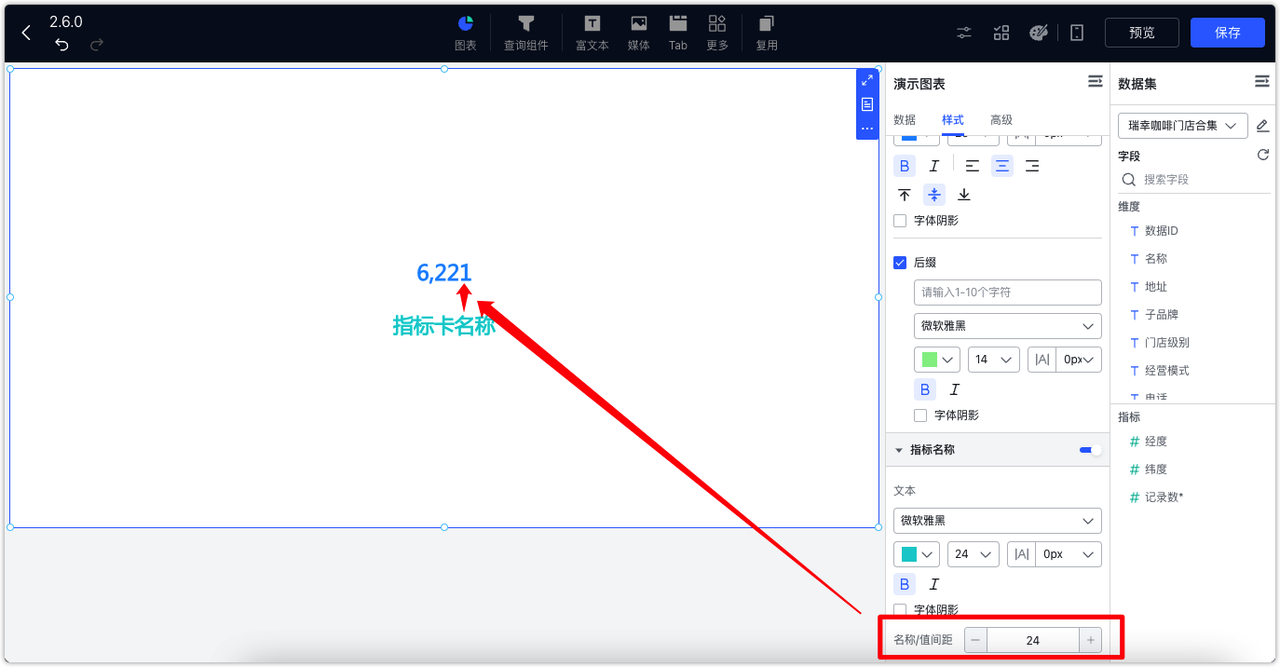 2.6.0
图表
查询组件
富文本
媒体
Tab
更多
复用
预览
保存
6,221
指标卡名称
演示图表
数据 样式 高级
B I
字体阴影
后缀
请输入1-10个字符
微软雅黑
14 |A| 0px
B I
字体阴影
指标名称
文本
微软雅黑
24 |A| 0px
B I
字体阴影
名称/值间距 − 24 +
数据集
瑞幸咖啡门店合集
字段
搜索字段
维度
T 数据ID
T 名称
T 地址
T 子品牌
T 门店级别
T 经营模式
T 电话
指标
# 经度
# 纬度
# 记录数*